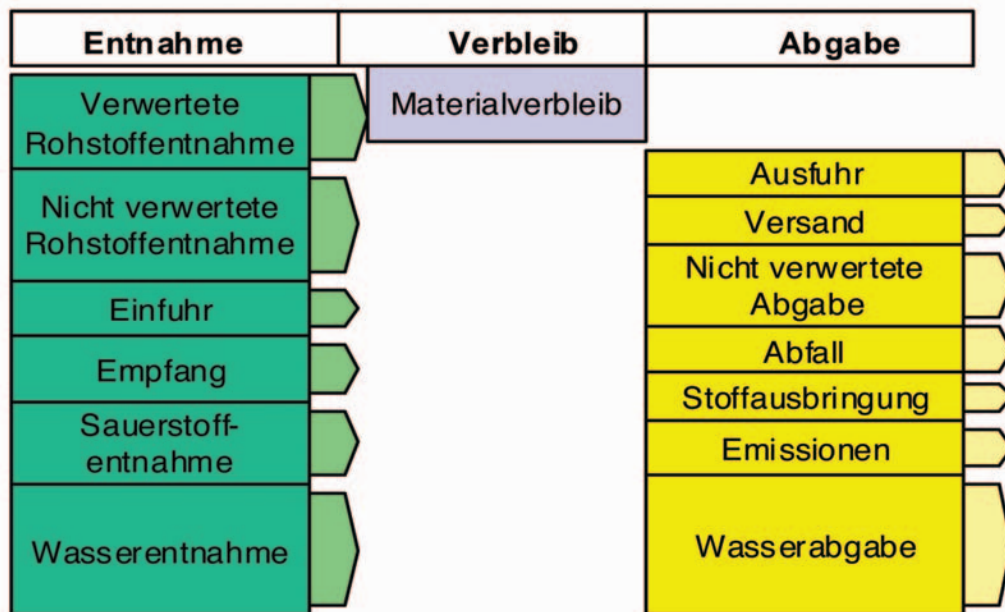 Entnahme
Verbleib
Abgabe
Verwertete
Rohstoffentnahme
Nicht verwertete
Rohstoffentnahme
Einfuhr
Empfang
Sauerstoff-
entnahme
Wasserentnahme
Materialverbleib
Ausfuhr
Versand
Nicht verwertete
Abgabe
Abfall
Stoffausbringung
Emissionen
Wasserabgabe